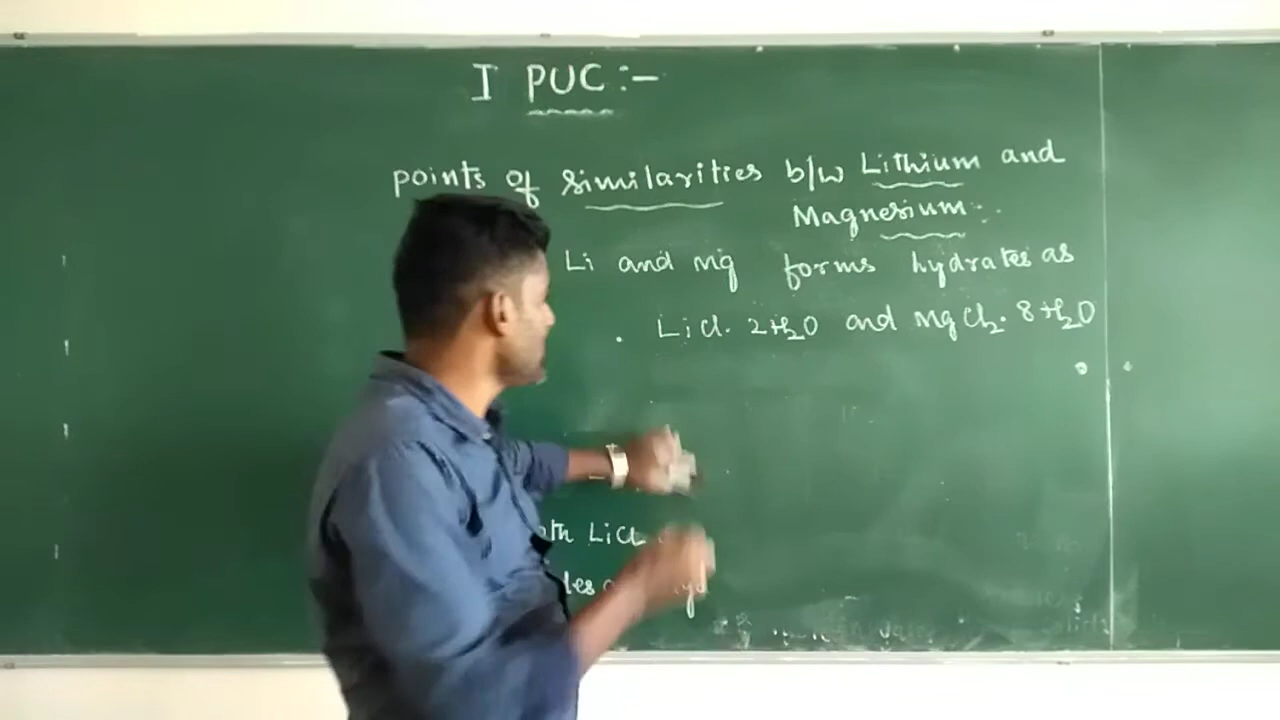 I PUC :-
points of similarities b/w Lithium and
Magnesium :.
Li and Mg forms hydrates as
. LiCl. 2H₂O and MgCl₂. 8H₂O
LiCl